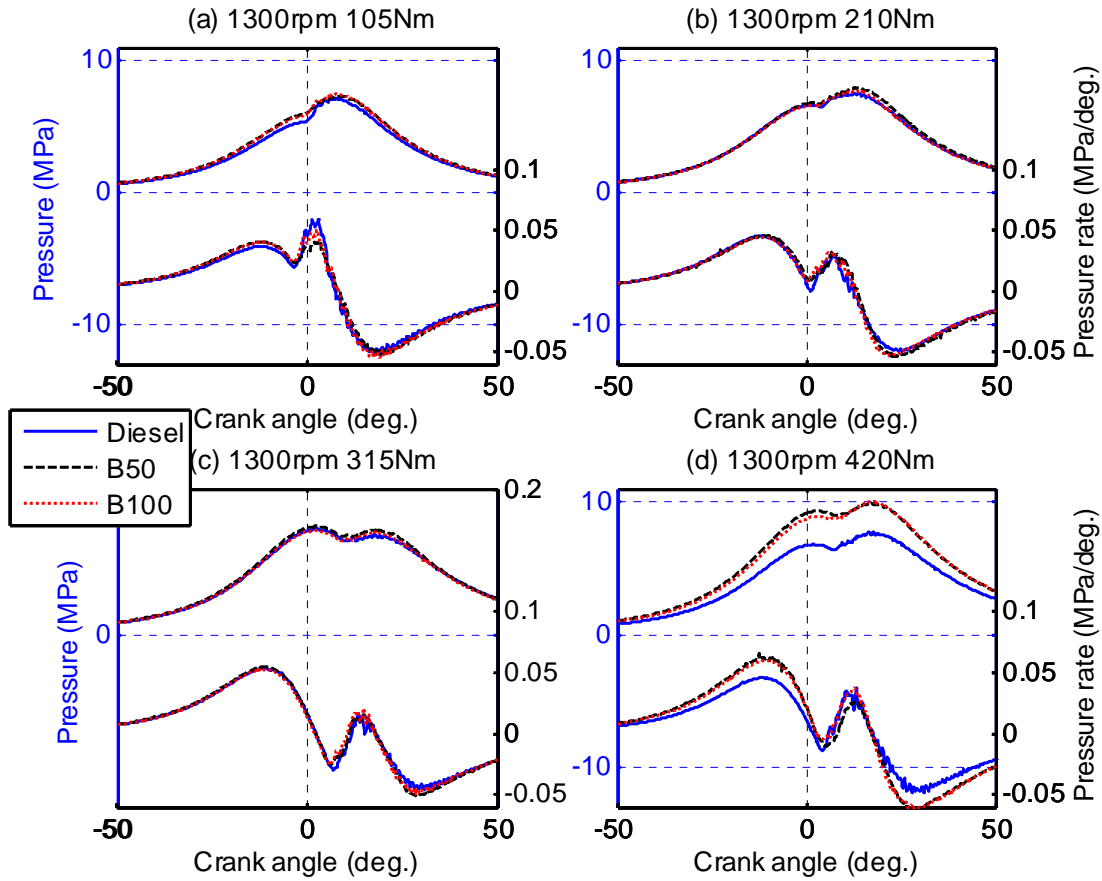 (a) 1300rpm 105Nm
(b) 1300rpm 210Nm
10
0
-10
Pressure (MPa)
0.1
0.05
0
-0.05
-50
0
50
Crank angle (deg.)
10
0
-10
0.1
0.05
0
-0.05
Pressure rate (MPa/deg.)
-50
0
50
Crank angle (deg.)
Diesel
B50
B100
(c) 1300rpm 315Nm
(d) 1300rpm 420Nm
0
Pressure (MPa)
0.2
0.1
0.05
0
-0.05
-50
0
50
Crank angle (deg.)
10
0
-10
0.1
0.05
0
-0.05
Pressure rate (MPa/deg.)
-50
0
50
Crank angle (deg.)